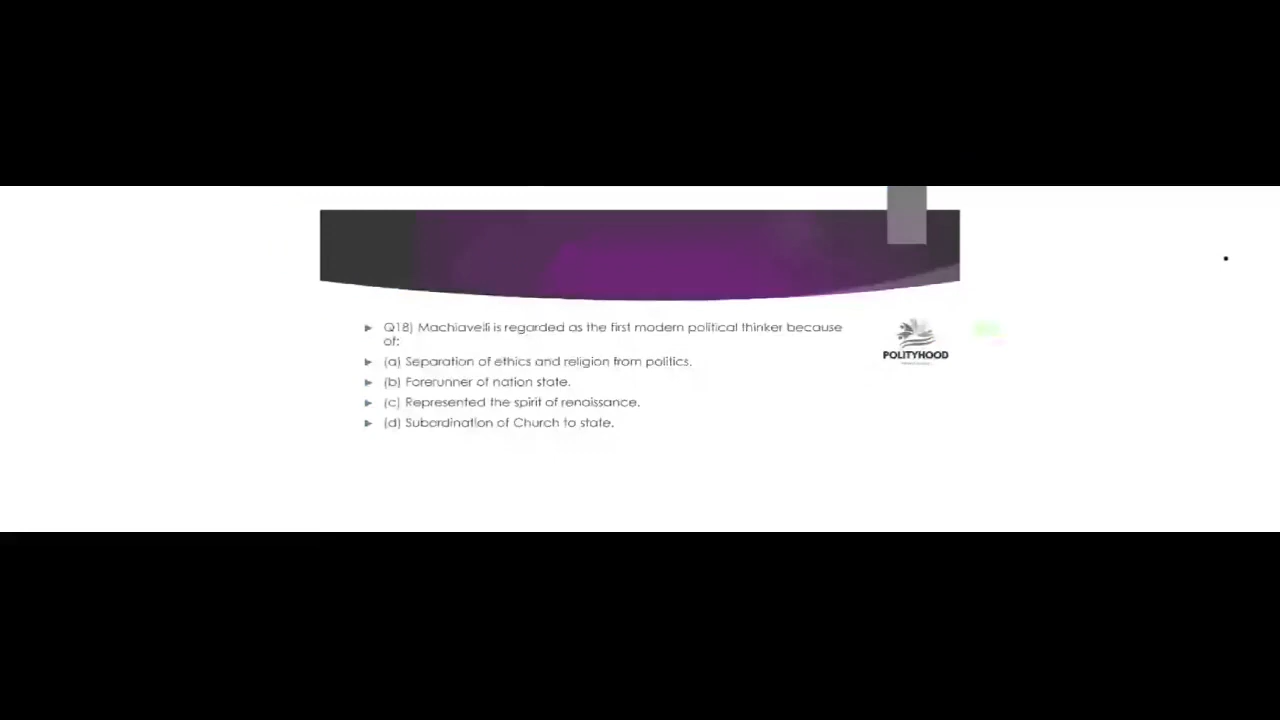 ► Q18) Machiavelli is regarded as the first modern political thinker because
of:
► (a) Separation of ethics and religion from politics.
► (b) Forerunner of nation state.
► (c) Represented the spirit of renaissance.
► (d) Subordination of Church to state.
POLITYHOOD